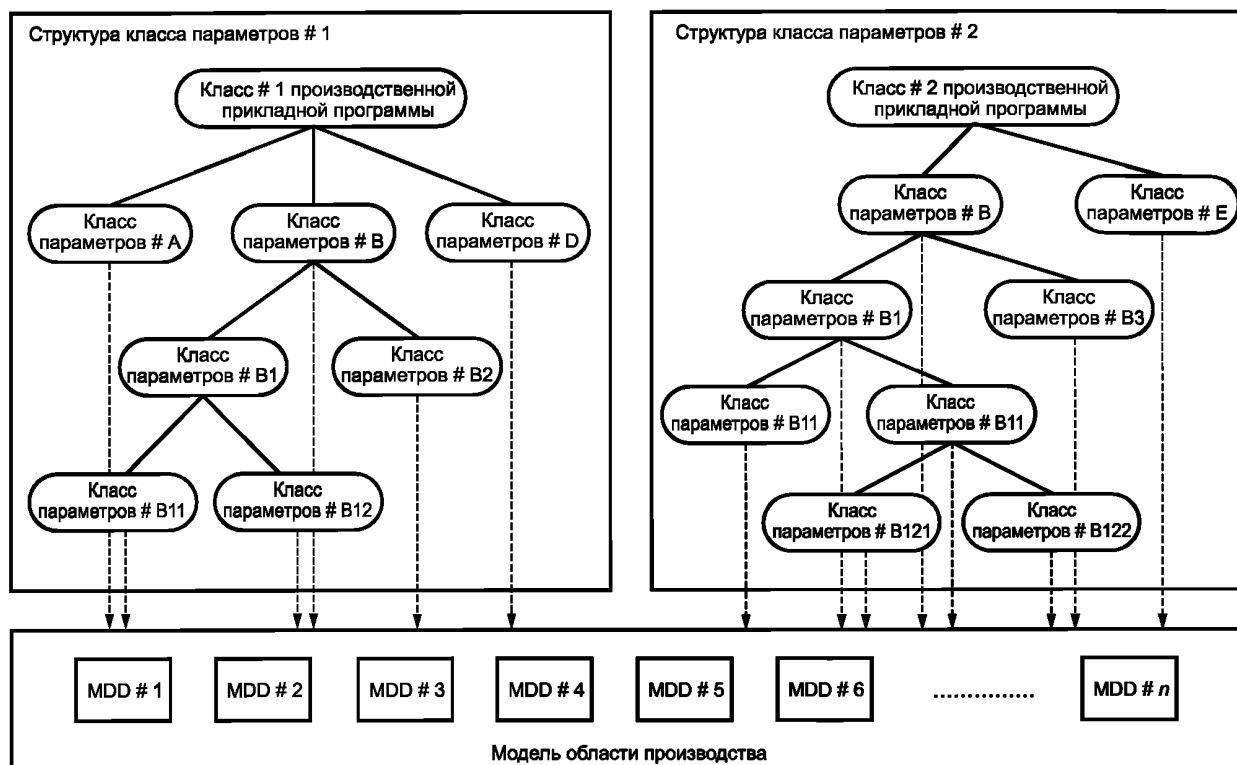 Структура класса параметров # 1
Класс # 1 производственной
прикладной программы
Класс
параметров # A
Класс
параметров # B
Класс
параметров # D
Класс
параметров # B1
Класс
параметров # B2
Класс
параметров # B11
Класс
параметров # B12
Структура класса параметров # 2
Класс # 2 производственной
прикладной программы
Класс
параметров # B
Класс
параметров # E
Класс
параметров # B1
Класс
параметров # B3
Класс
параметров # B11
Класс
параметров # B11
Класс
параметров # B121
Класс
параметров # B122
MDD # 1
MDD # 2
MDD # 3
MDD # 4
MDD # 5
MDD # 6
................
MDD # n
Модель области производства